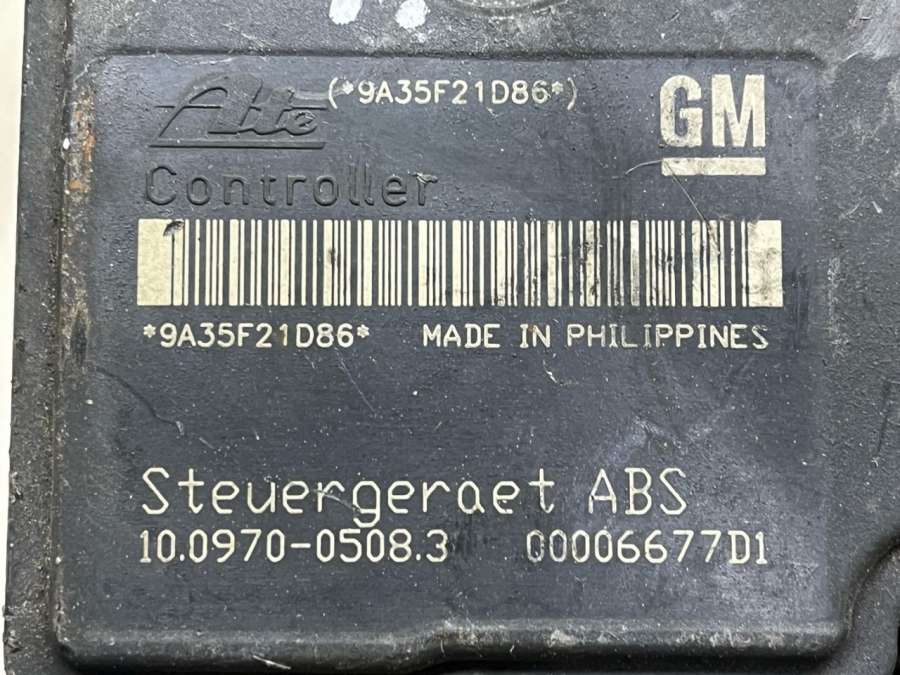 Ate (*9A35F21D86*) GM
Controller
*9A35F21D86* MADE IN PHILIPPINES
Steuergeraet ABS
10.0970-0508.3 00006677D1